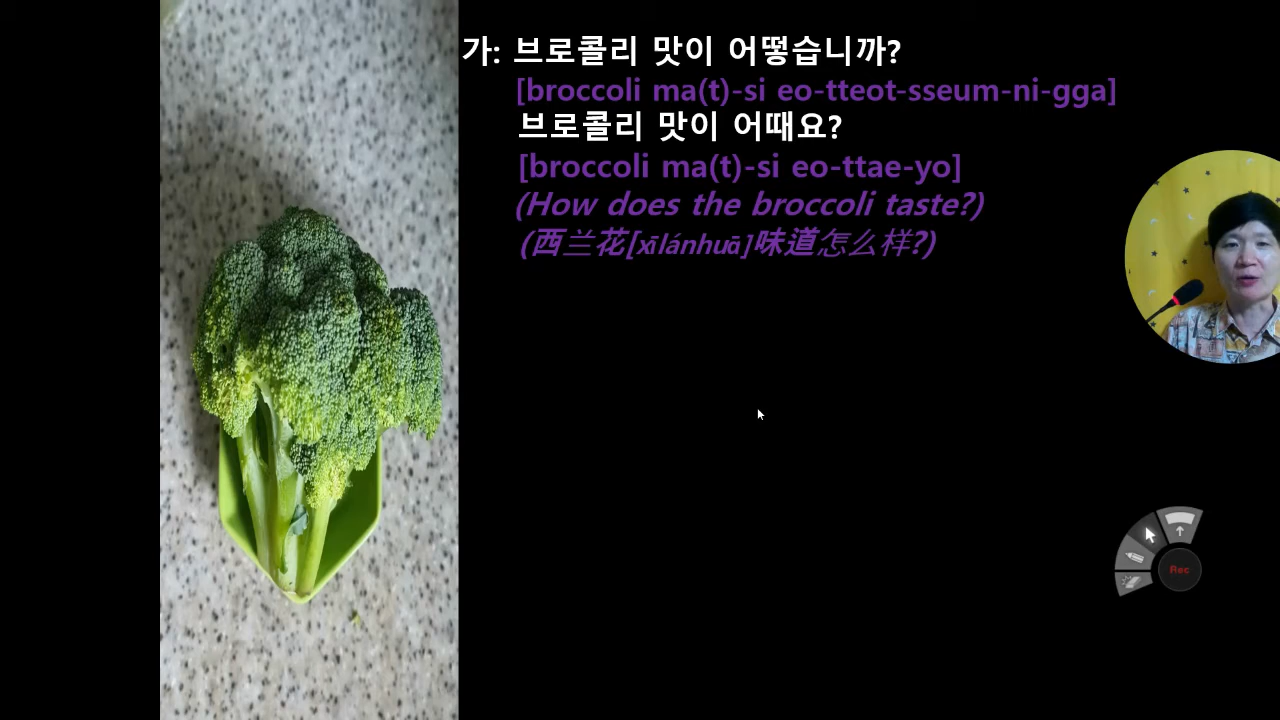 가: 브로콜리 맛이 어떻습니까?
[broccoli ma(t)-si eo-tteot-sseum-ni-gga]
브로콜리 맛이 어때요?
[broccoli ma(t)-si eo-ttae-yo]
(How does the broccoli taste?)
(西兰花[xīlánhuā]味道怎么样?)
Rec